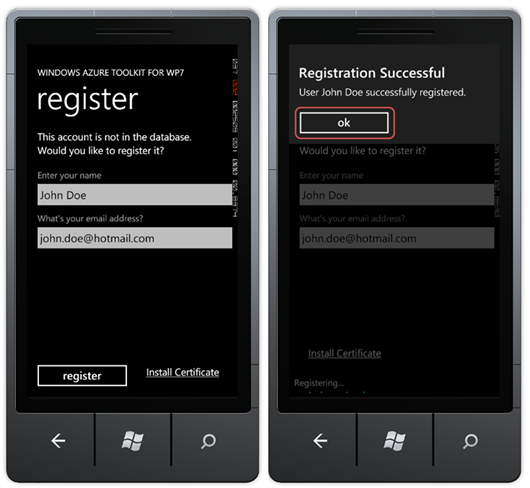 WINDOWS AZURE TOOLKIT FOR WP7
register
This account is not in the database.
Would you like to register it?
Enter your name
John Doe
What's your email address?
john.doe@hotmail.com
register
Install Certificate
Registration Successful
User John Doe successfully registered.
ok
Would you like to register it?
Enter your name
John Doe
What's your email address?
john.doe@hotmail.com
Install Certificate
Registering...